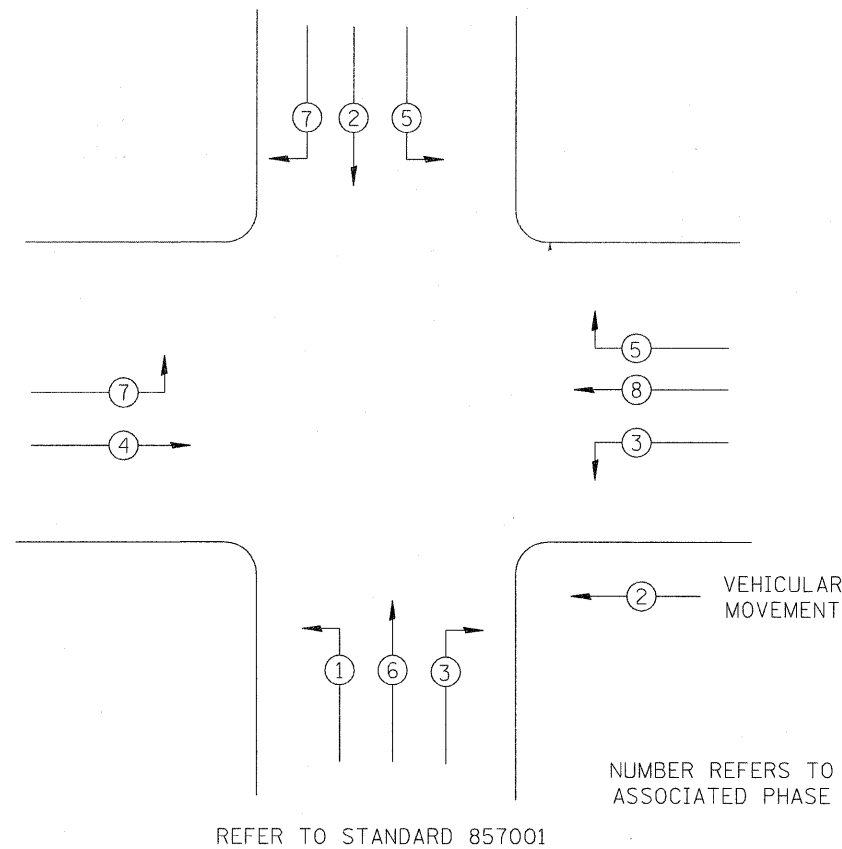 7 2 5
5
8
7
3
4
2 VEHICULAR
MOVEMENT
1 6 3
NUMBER REFERS TO
ASSOCIATED PHASE
REFER TO STANDARD 857001